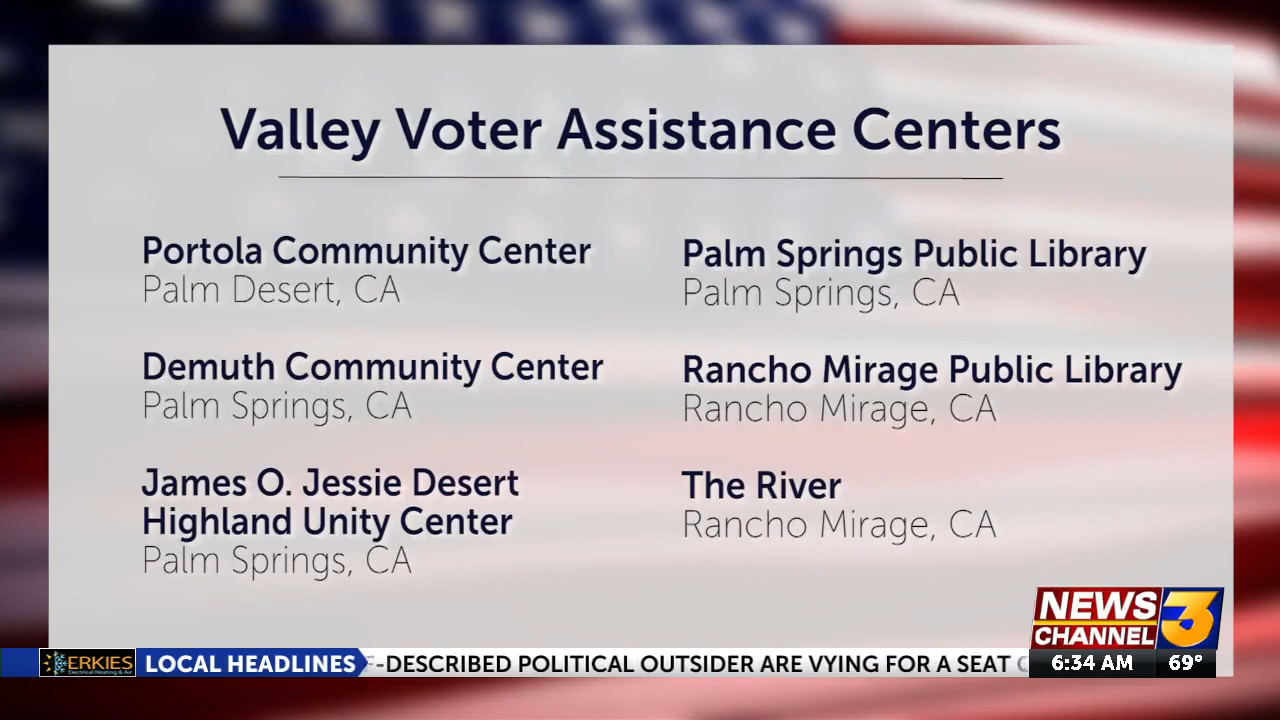 Valley Voter Assistance Centers
Portola Community Center
Palm Desert, CA
Demuth Community Center
Palm Springs, CA
James O. Jessie Desert
Highland Unity Center
Palm Springs, CA
Palm Springs Public Library
Palm Springs, CA
Rancho Mirage Public Library
Rancho Mirage, CA
The River
Rancho Mirage, CA
NEWS
CHANNEL 3
ERKIES
Electrical Heating & Air
LOCAL HEADLINES
F-DESCRIBED POLITICAL OUTSIDER ARE VYING FOR A SEAT
6:34 AM 69°